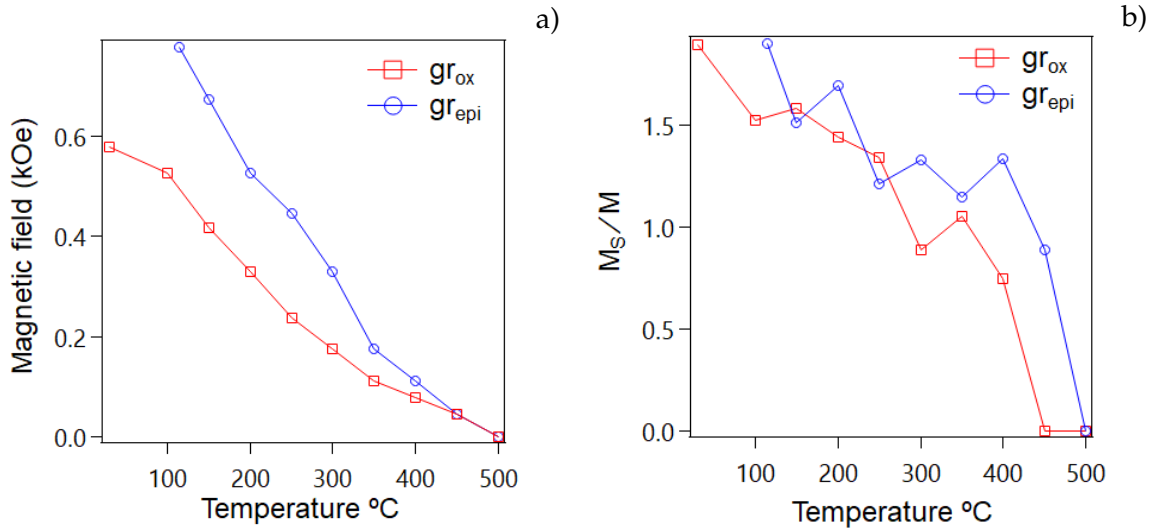 a)
gr_ox
gr_epi
Magnetic field (kOe)
0.6
0.4
0.2
0.0
100 200 300 400 500
Temperature ºC
b)
gr_ox
gr_epi
M_S/M
1.5
1.0
0.5
0.0
100 200 300 400 500
Temperature ºC